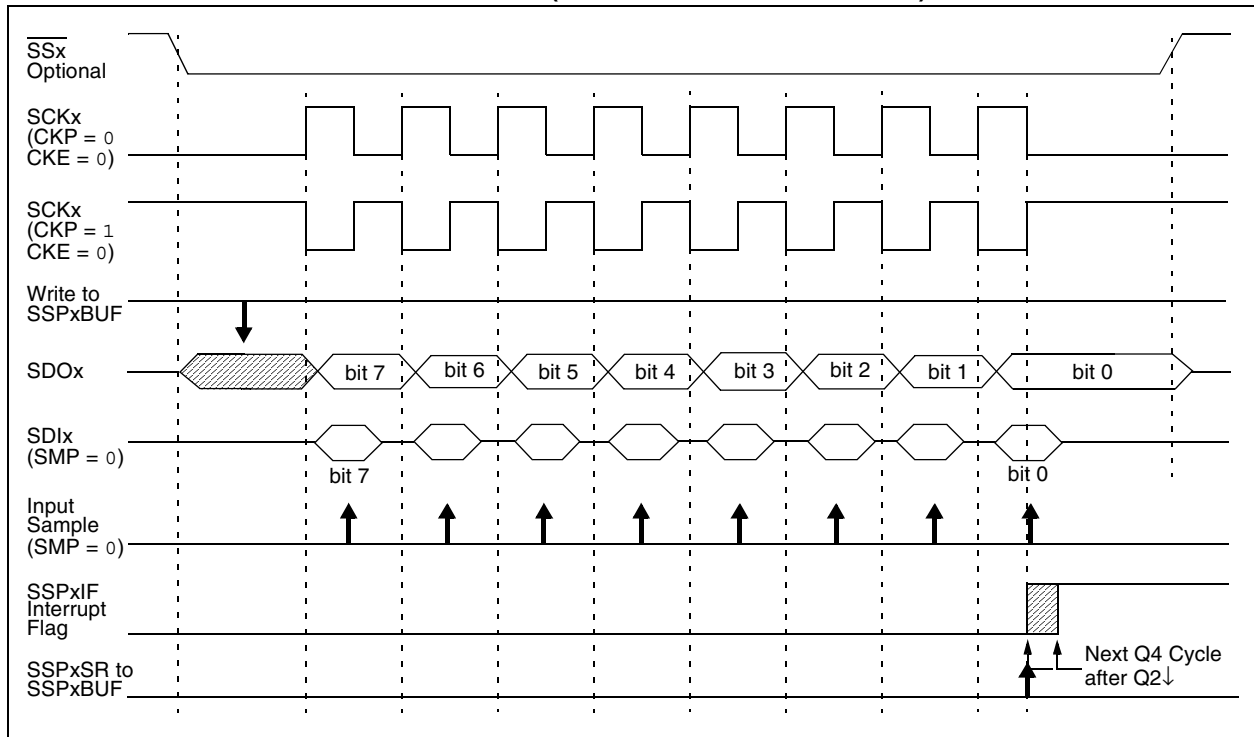 SSx
Optional
SCKx
(CKP = 0
CKE = 0)
SCKx
(CKP = 1
CKE = 0)
Write to
SSPxBUF
SDOx
bit 7
bit 6
bit 5
bit 4
bit 3
bit 2
bit 1
bit 0
SDIx
(SMP = 0)
bit 7
bit 0
Input
Sample
(SMP = 0)
SSPxIF
Interrupt
Flag
SSPxSR to
SSPxBUF
Next Q4 Cycle
after Q2↓